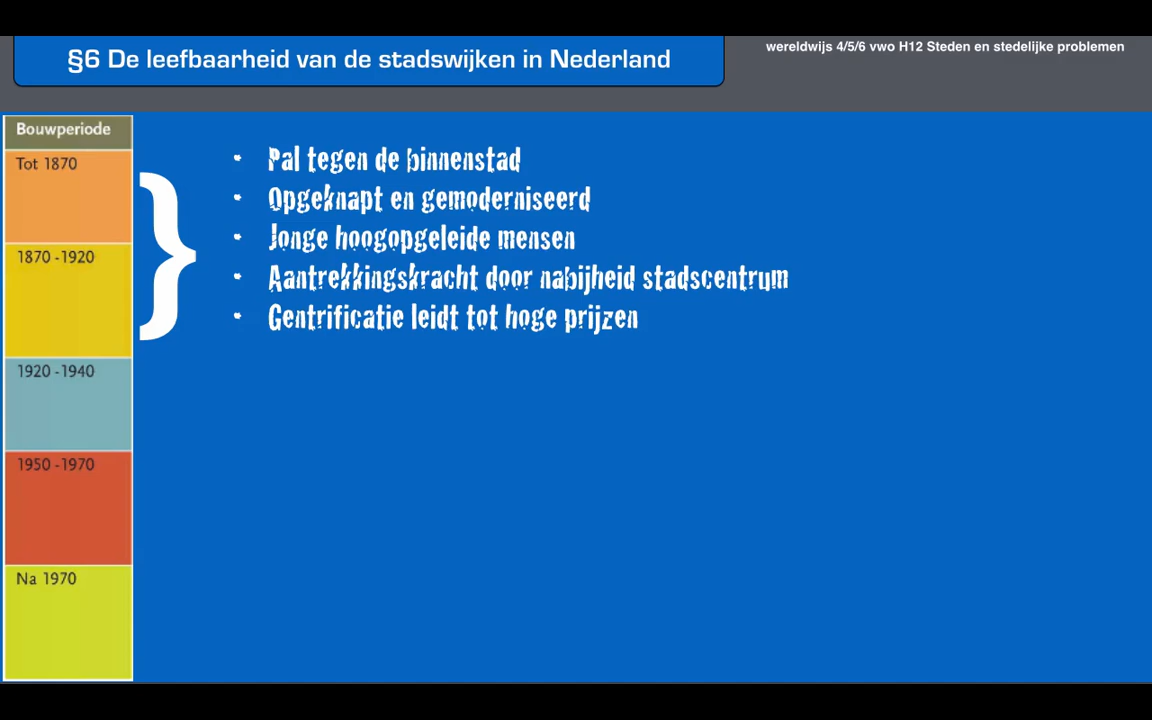 §6 De leefbaarheid van de stadswijken in Nederland
wereldwijs 4/5/6 vwo H12 Steden en stedelijke problemen
Bouwperiode
Tot 1870
1870 - 1920
1920 - 1940
1950 - 1970
Na 1970
}
• Pal tegen de binnenstad
• Opgeknapt en gemoderniseerd
• Jonge hoogopgeleide mensen
• Aantrekkingskracht door nabijheid stadscentrum
• Gentrificatie leidt tot hoge prijzen